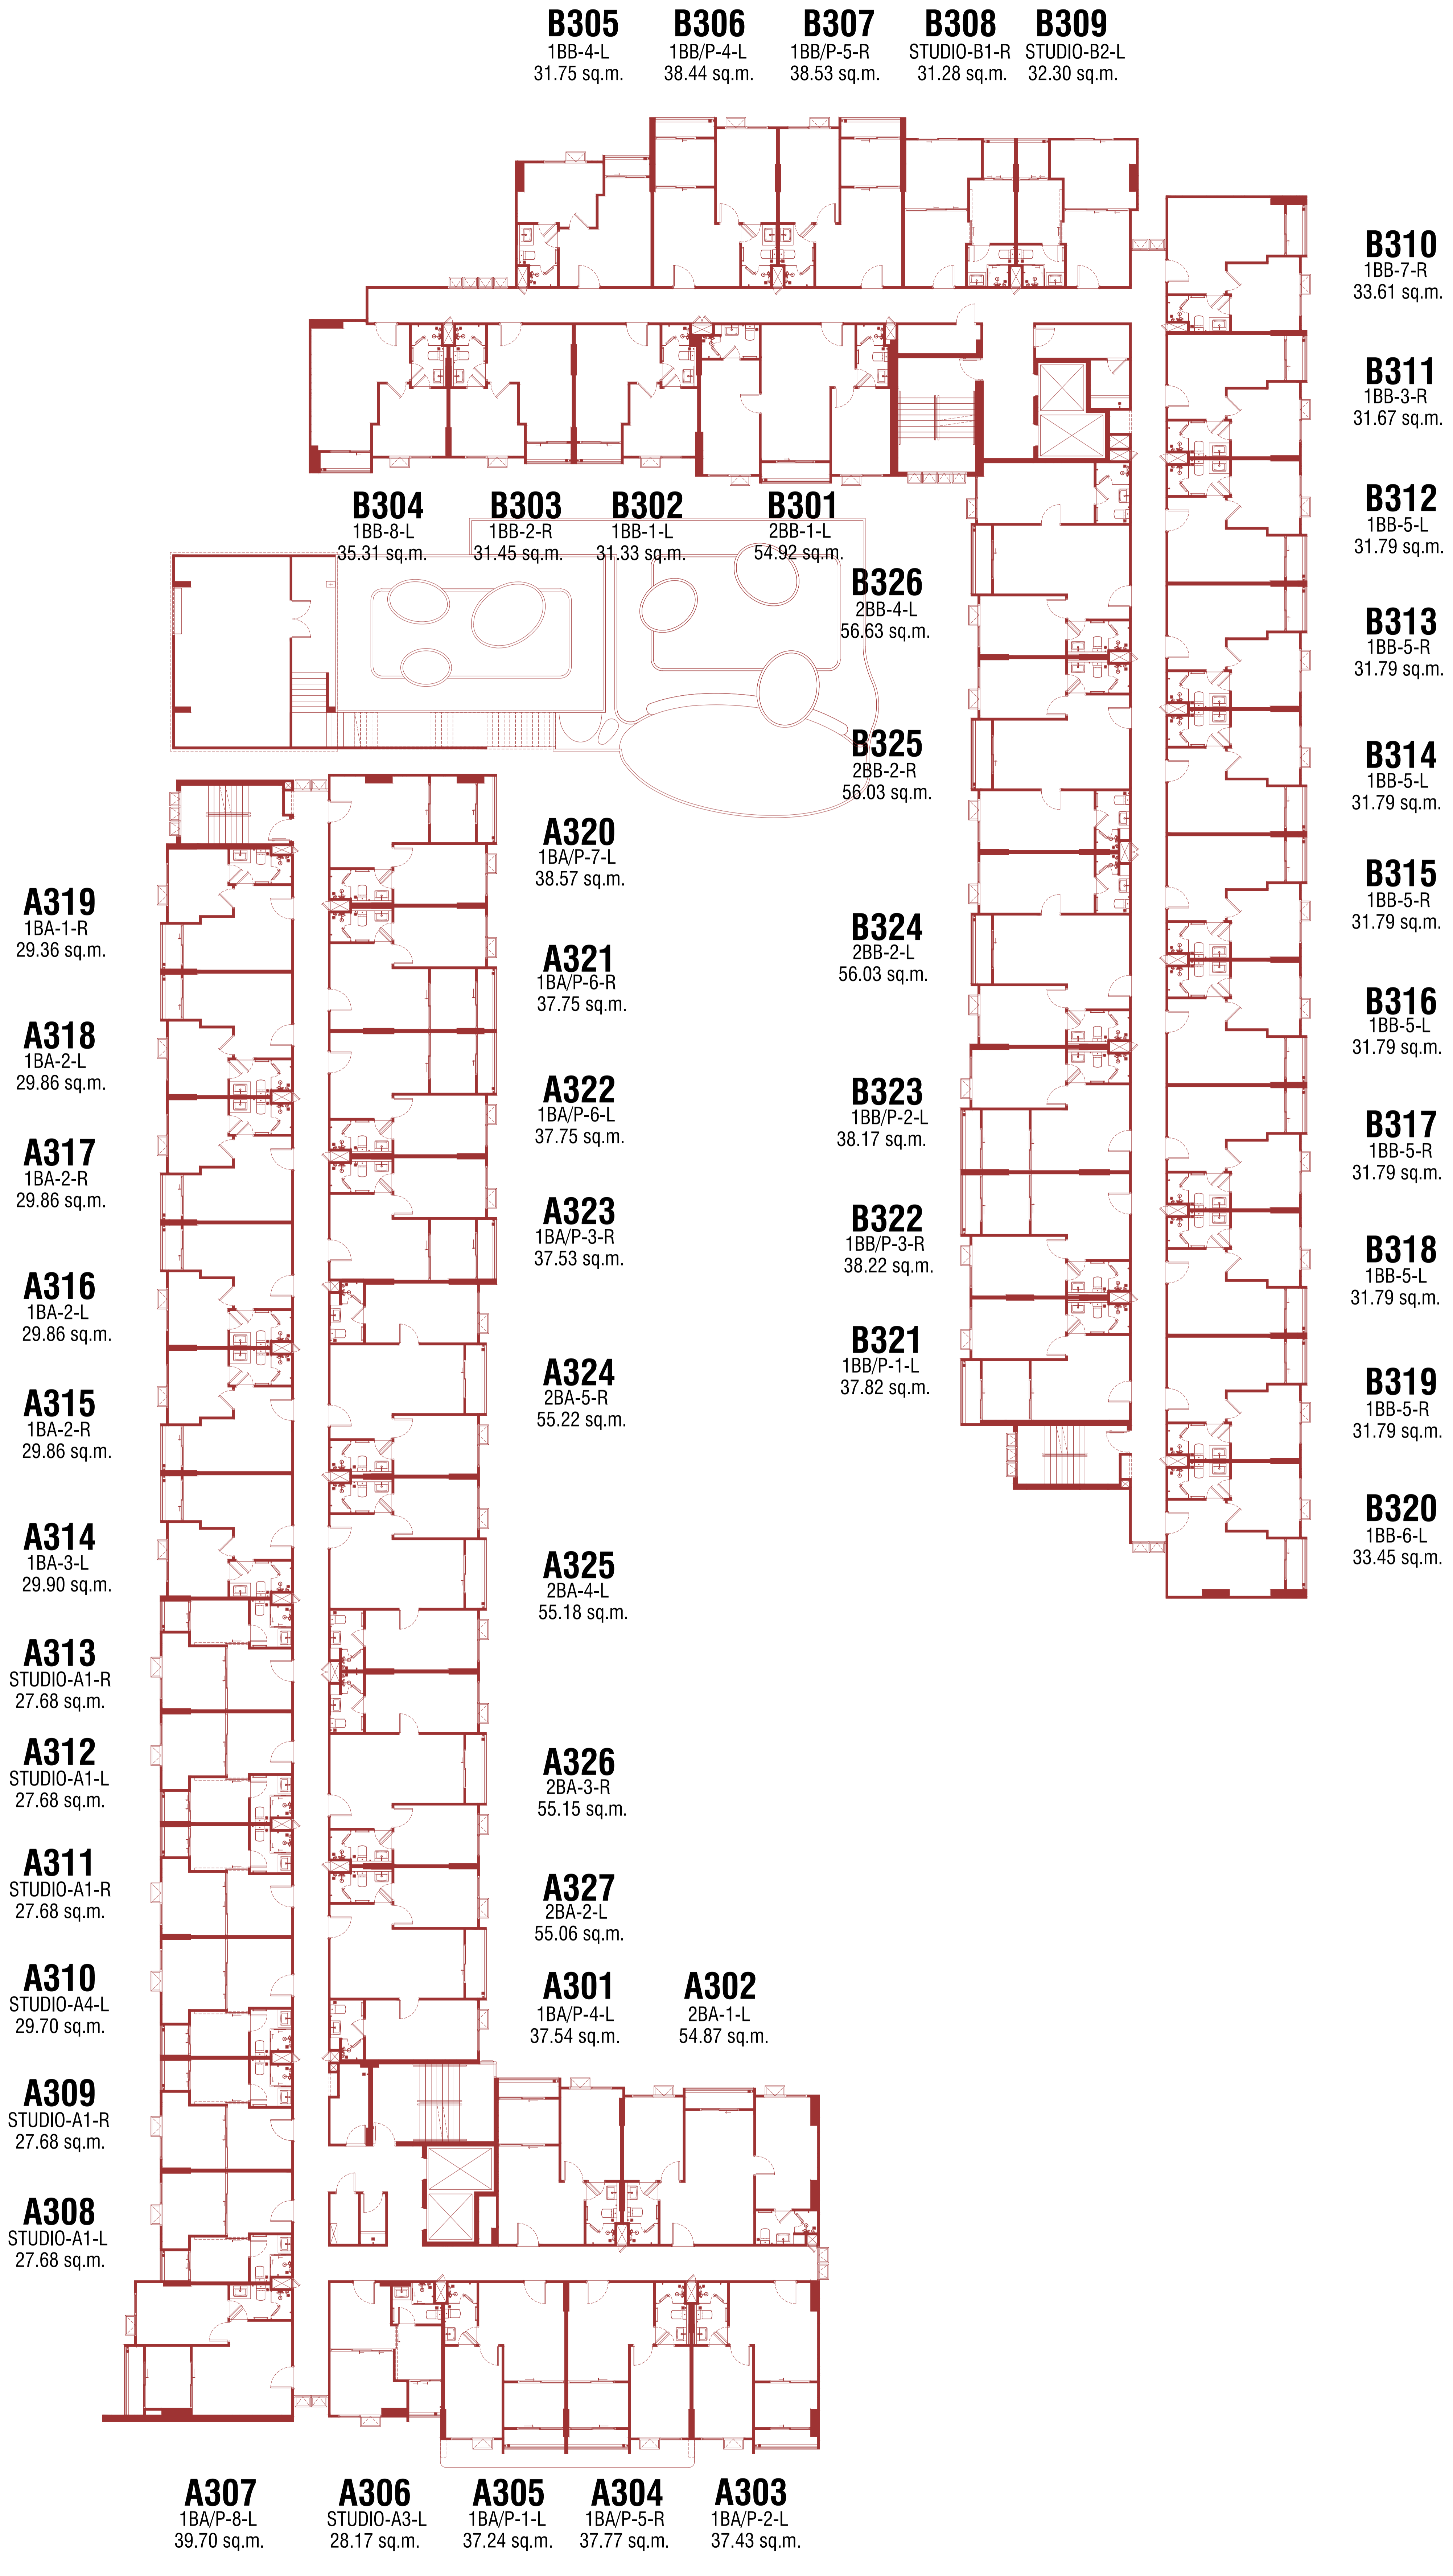 B305
1BB-4-L
31.75 sq.m.
B306
1BB/P-4-L
38.44 sq.m.
B307
1BB/P-5-R
38.53 sq.m.
B308
STUDIO-B1-R
31.28 sq.m.
B309
STUDIO-B2-L
32.30 sq.m.
B310
1BB-7-R
33.61 sq.m.
B311
1BB-3-R
31.67 sq.m.
B312
1BB-5-L
31.79 sq.m.
B313
1BB-5-R
31.79 sq.m.
B314
1BB-5-L
31.79 sq.m.
B315
1BB-5-R
31.79 sq.m.
B316
1BB-5-L
31.79 sq.m.
B317
1BB-5-R
31.79 sq.m.
B318
1BB-5-L
31.79 sq.m.
B319
1BB-5-R
31.79 sq.m.
B320
1BB-6-L
33.45 sq.m.
B304
1BB-8-L
35.31 sq.m.
B303
1BB-2-R
31.45 sq.m.
B302
1BB-1-L
31.33 sq.m.
B301
2BB-1-L
54.92 sq.m.
B326
2BB-4-L
56.63 sq.m.
B325
2BB-2-R
56.03 sq.m.
B324
2BB-2-L
56.03 sq.m.
B323
1BB/P-2-L
38.17 sq.m.
B322
1BB/P-3-R
38.22 sq.m.
B321
1BB/P-1-L
37.82 sq.m.
A320
1BA/P-7-L
38.57 sq.m.
A321
1BA/P-6-R
37.75 sq.m.
A322
1BA/P-6-L
37.75 sq.m.
A323
1BA/P-3-R
37.53 sq.m.
A324
2BA-5-R
55.22 sq.m.
A325
2BA-4-L
55.18 sq.m.
A326
2BA-3-R
55.15 sq.m.
A327
2BA-2-L
55.06 sq.m.
A301
1BA/P-4-L
37.54 sq.m.
A302
2BA-1-L
54.87 sq.m.
A319
1BA-1-R
29.36 sq.m.
A318
1BA-2-L
29.86 sq.m.
A317
1BA-2-R
29.86 sq.m.
A316
1BA-2-L
29.86 sq.m.
A315
1BA-2-R
29.86 sq.m.
A314
1BA-3-L
29.90 sq.m.
A313
STUDIO-A1-R
27.68 sq.m.
A312
STUDIO-A1-L
27.68 sq.m.
A311
STUDIO-A1-R
27.68 sq.m.
A310
STUDIO-A4-L
29.70 sq.m.
A309
STUDIO-A1-R
27.68 sq.m.
A308
STUDIO-A1-L
27.68 sq.m.
A307
1BA/P-8-L
39.70 sq.m.
A306
STUDIO-A3-L
28.17 sq.m.
A305
1BA/P-1-L
37.24 sq.m.
A304
1BA/P-5-R
37.77 sq.m.
A303
1BA/P-2-L
37.43 sq.m.